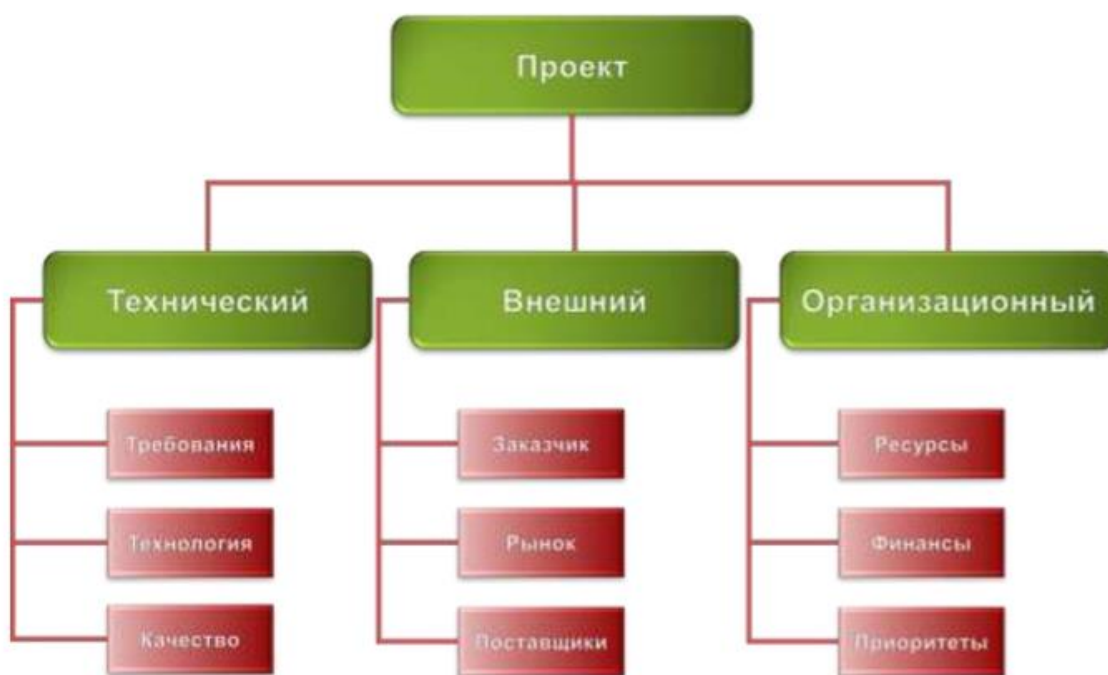 Проект
Технический
Внешний
Организационный
Требования
Заказчик
Ресурсы
Технология
Рынок
Финансы
Качество
Поставщики
Приоритеты